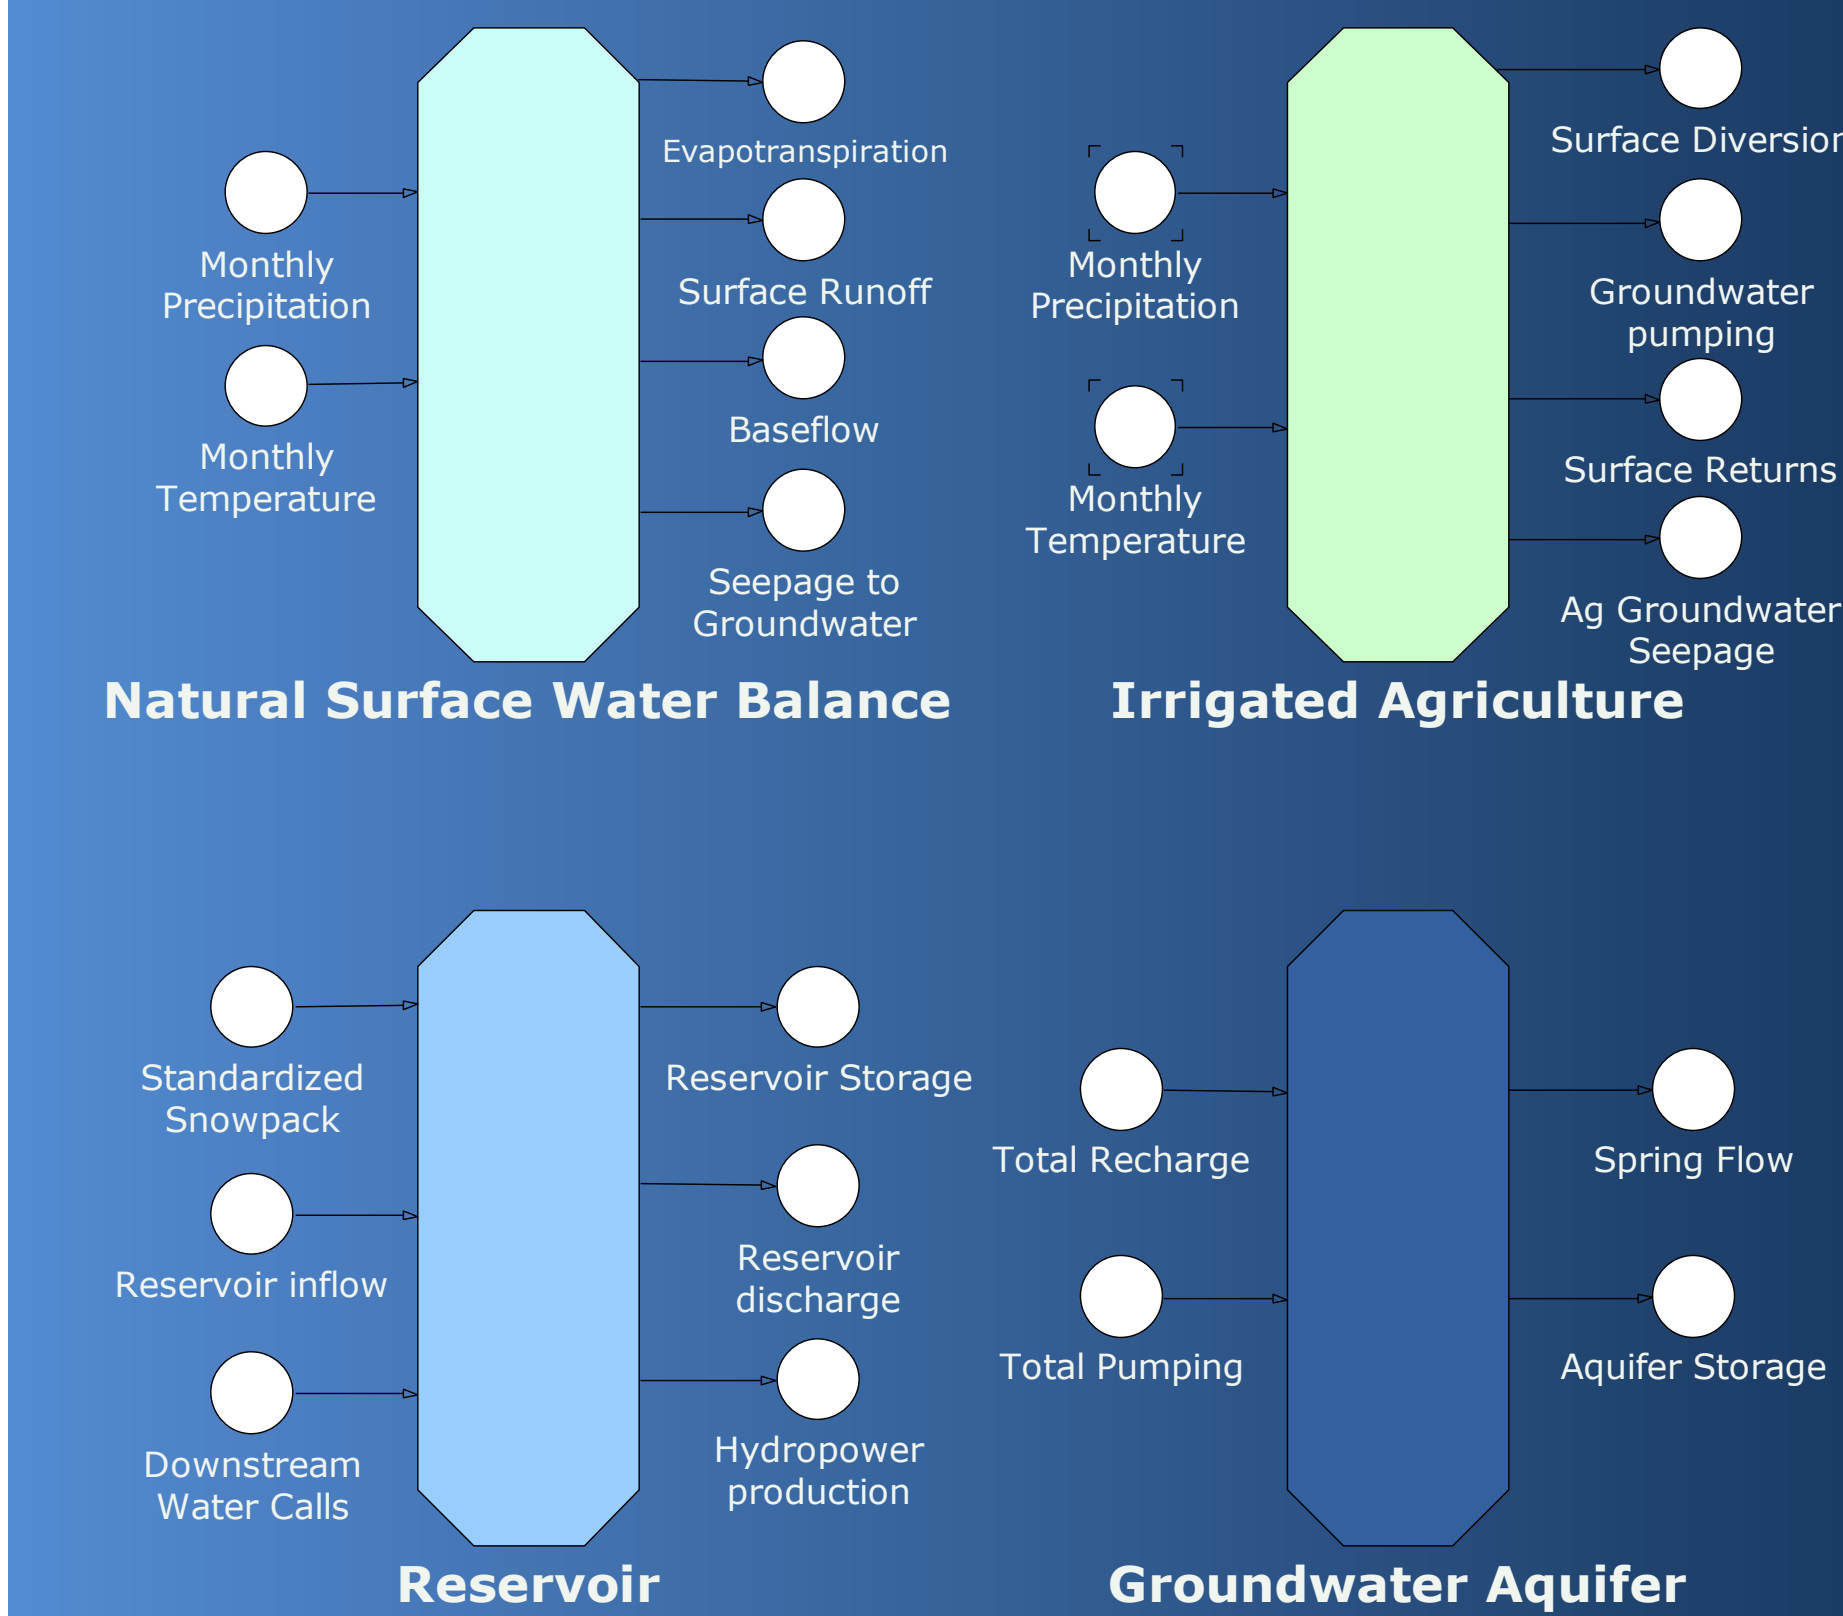 Monthly
Precipitation
Monthly
Temperature
Evapotranspiration
Surface Runoff
Baseflow
Seepage to
Groundwater
Natural Surface Water Balance
Monthly
Precipitation
Monthly
Temperature
Surface Diversion
Groundwater
pumping
Surface Returns
Ag Groundwater
Seepage
Irrigated Agriculture
Standardized
Snowpack
Reservoir inflow
Downstream
Water Calls
Reservoir Storage
Reservoir
discharge
Hydropower
production
Reservoir
Total Recharge
Total Pumping
Spring Flow
Aquifer Storage
Groundwater Aquifer